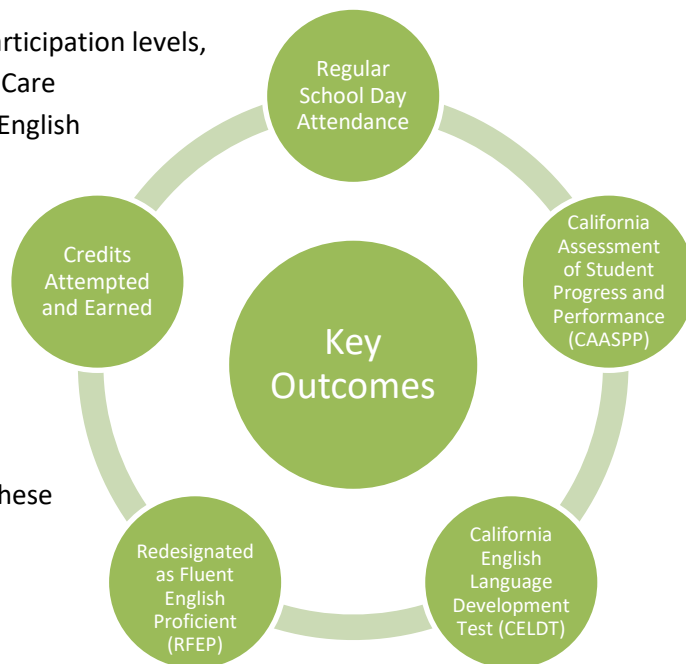 articipation levels,
Care
English
hese
Regular
School Day
Attendance
California
Assessment
of Student
Progress and
Performance
(CAASPP)
California
English
Language
Development
Test (CELDT)
Redesignated
as Fluent
English
Proficient
(RFEP)
Credits
Attempted
and Earned
Key
Outcomes